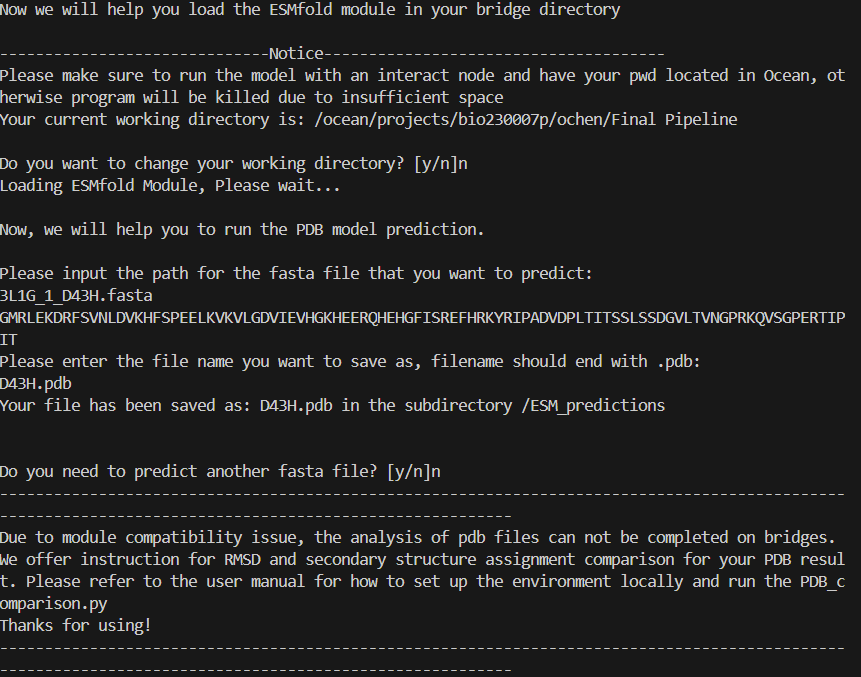 Now we will help you load the ESMfold module in your bridge directory
------------------------------Notice--------------------------------------
Please make sure to run the model with an interact node and have your pwd located in Ocean, ot
herwise program will be killed due to insufficient space
Your current working directory is: /ocean/projects/bio230007p/ochen/Final Pipeline
Do you want to change your working directory? [y/n]n
Loading ESMfold Module, Please wait...
Now, we will help you to run the PDB model prediction.
Please input the path for the fasta file that you want to predict:
3L1G_1_D43H.fasta
GMRLEKDRFSVNLDVKHFSPEELKVKVLGDVIEVHGKHEERQHEHGFISREFHRKYRIPADVDPLTITSSLSSDGVLTVNGPRKQVSGPERTIP
IT
Please enter the file name you want to save as, filename should end with .pdb:
D43H.pdb
Your file has been saved as: D43H.pdb in the subdirectory /ESM_predictions
Do you need to predict another fasta file? [y/n]n
----------------------------------------------------------------------------------------------
---------------------------------------------------------
Due to module compatibility issue, the analysis of pdb files can not be completed on bridges.
We offer instruction for RMSD and secondary structure assignment comparison for your PDB resul
t. Please refer to the user manual for how to set up the environment locally and run the PDB_c
omparison.py
Thanks for using!
----------------------------------------------------------------------------------------------
---------------------------------------------------------